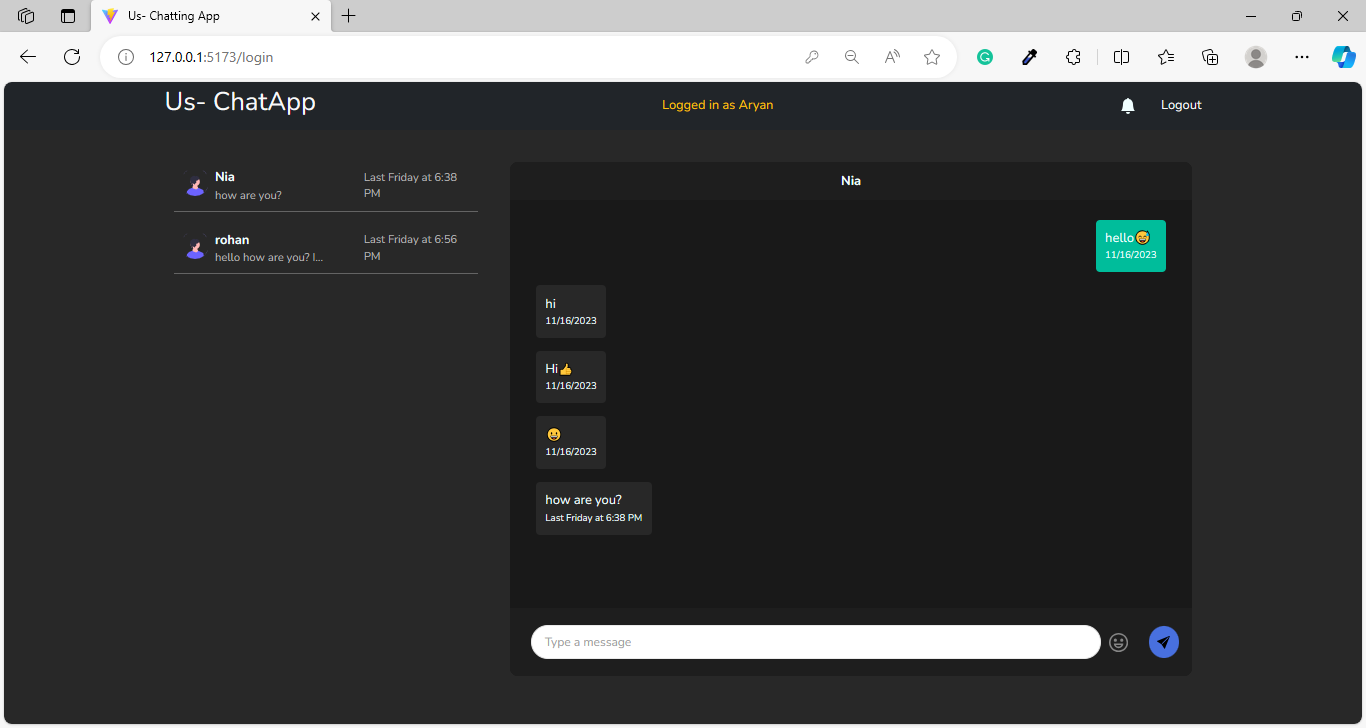 Us- Chatting App
127.0.0.1:5173/login
Us- ChatApp
Logged in as Aryan
Logout
Nia
how are you?
Last Friday at 6:38
PM
rohan
hello how are you? I...
Last Friday at 6:56
PM
Nia
hello😅
11/16/2023
hi
11/16/2023
Hi👍
11/16/2023
😀
11/16/2023
how are you?
Last Friday at 6:38 PM
Type a message